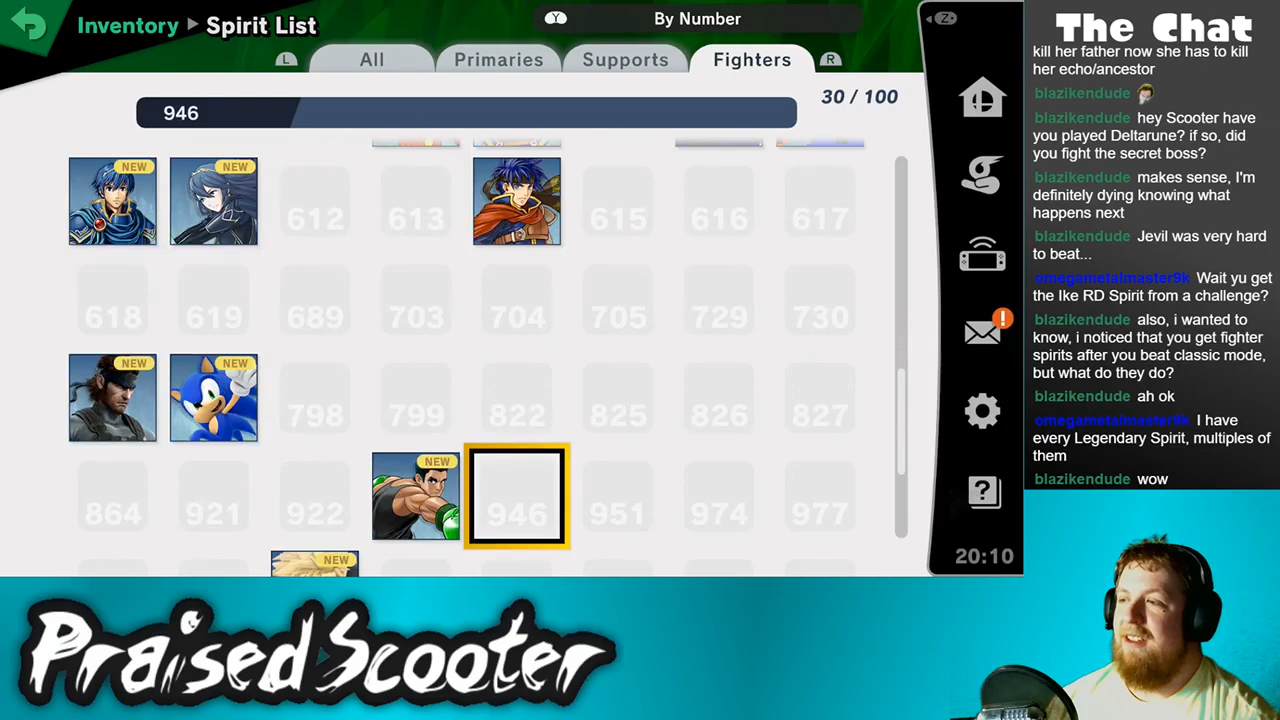 Inventory ▸ Spirit List
Y By Number
Z
L All Primaries Supports Fighters R
946
30 / 100
NEW NEW
612 613 615 616 617
618 619 689 703 704 705 729 730
NEW NEW
798 799 822 825 826 827
NEW
864 921 922 946 951 974 977
NEW
20:10
The Chat
kill her father now she has to kill
her echo/ancestor
blazikendude
blazikendude hey Scooter have
you played Deltarune? if so, did
you fight the secret boss?
blazikendude makes sense, I'm
definitely dying knowing what
happens next
blazikendude Jevil was very hard
to beat...
omegametalmaster9k Wait yu get
the Ike RD Spirit from a challenge?
blazikendude also, i wanted to
know, i noticed that you get fighter
spirits after you beat classic mode,
but what do they do?
blazikendude ah ok
omegametalmaster9k I have
every Legendary Spirit, multiples of
them
blazikendude wow
PraisedScooter